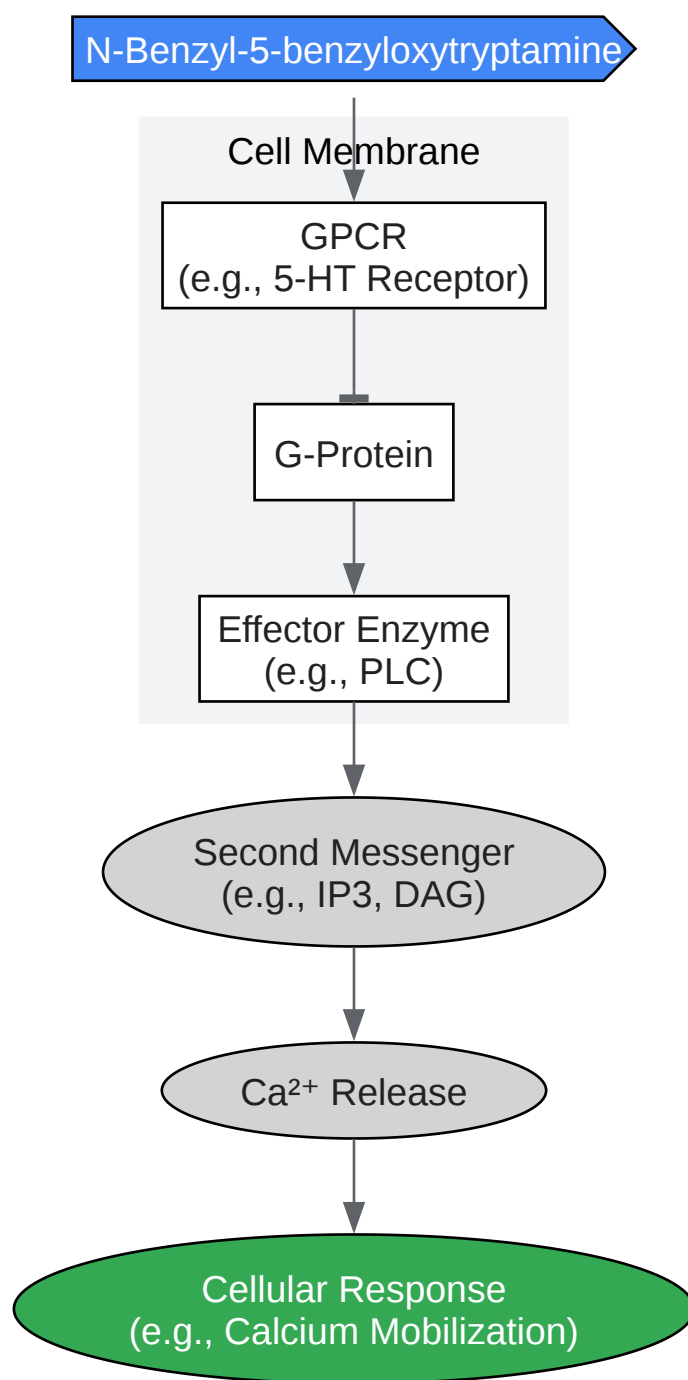 N-Benzyl-5-benzyloxytryptamine
Cell Membrane
GPCR
(e.g., 5-HT Receptor)
G-Protein
Effector Enzyme
(e.g., PLC)
Second Messenger
(e.g., IP3, DAG)
Ca²⁺ Release
Cellular Response
(e.g., Calcium Mobilization)